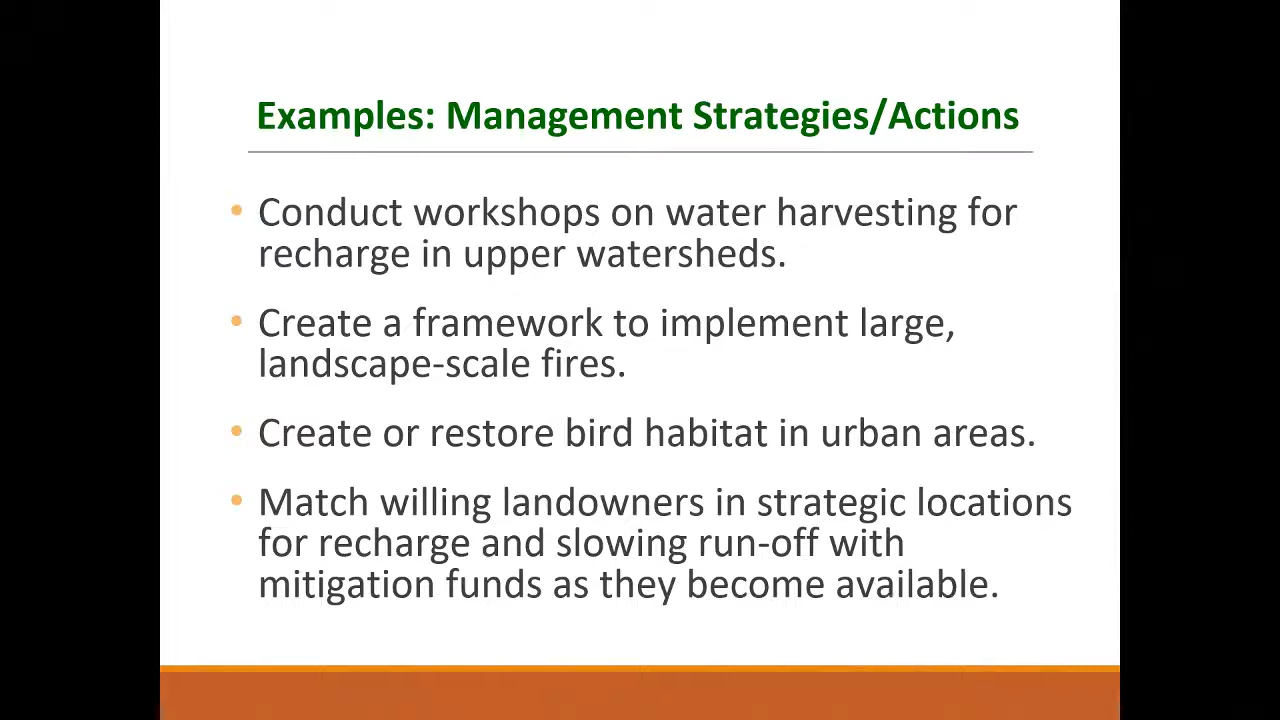 Examples: Management Strategies/Actions
• Conduct workshops on water harvesting for
recharge in upper watersheds.
• Create a framework to implement large,
landscape-scale fires.
• Create or restore bird habitat in urban areas.
• Match willing landowners in strategic locations
for recharge and slowing run-off with
mitigation funds as they become available.